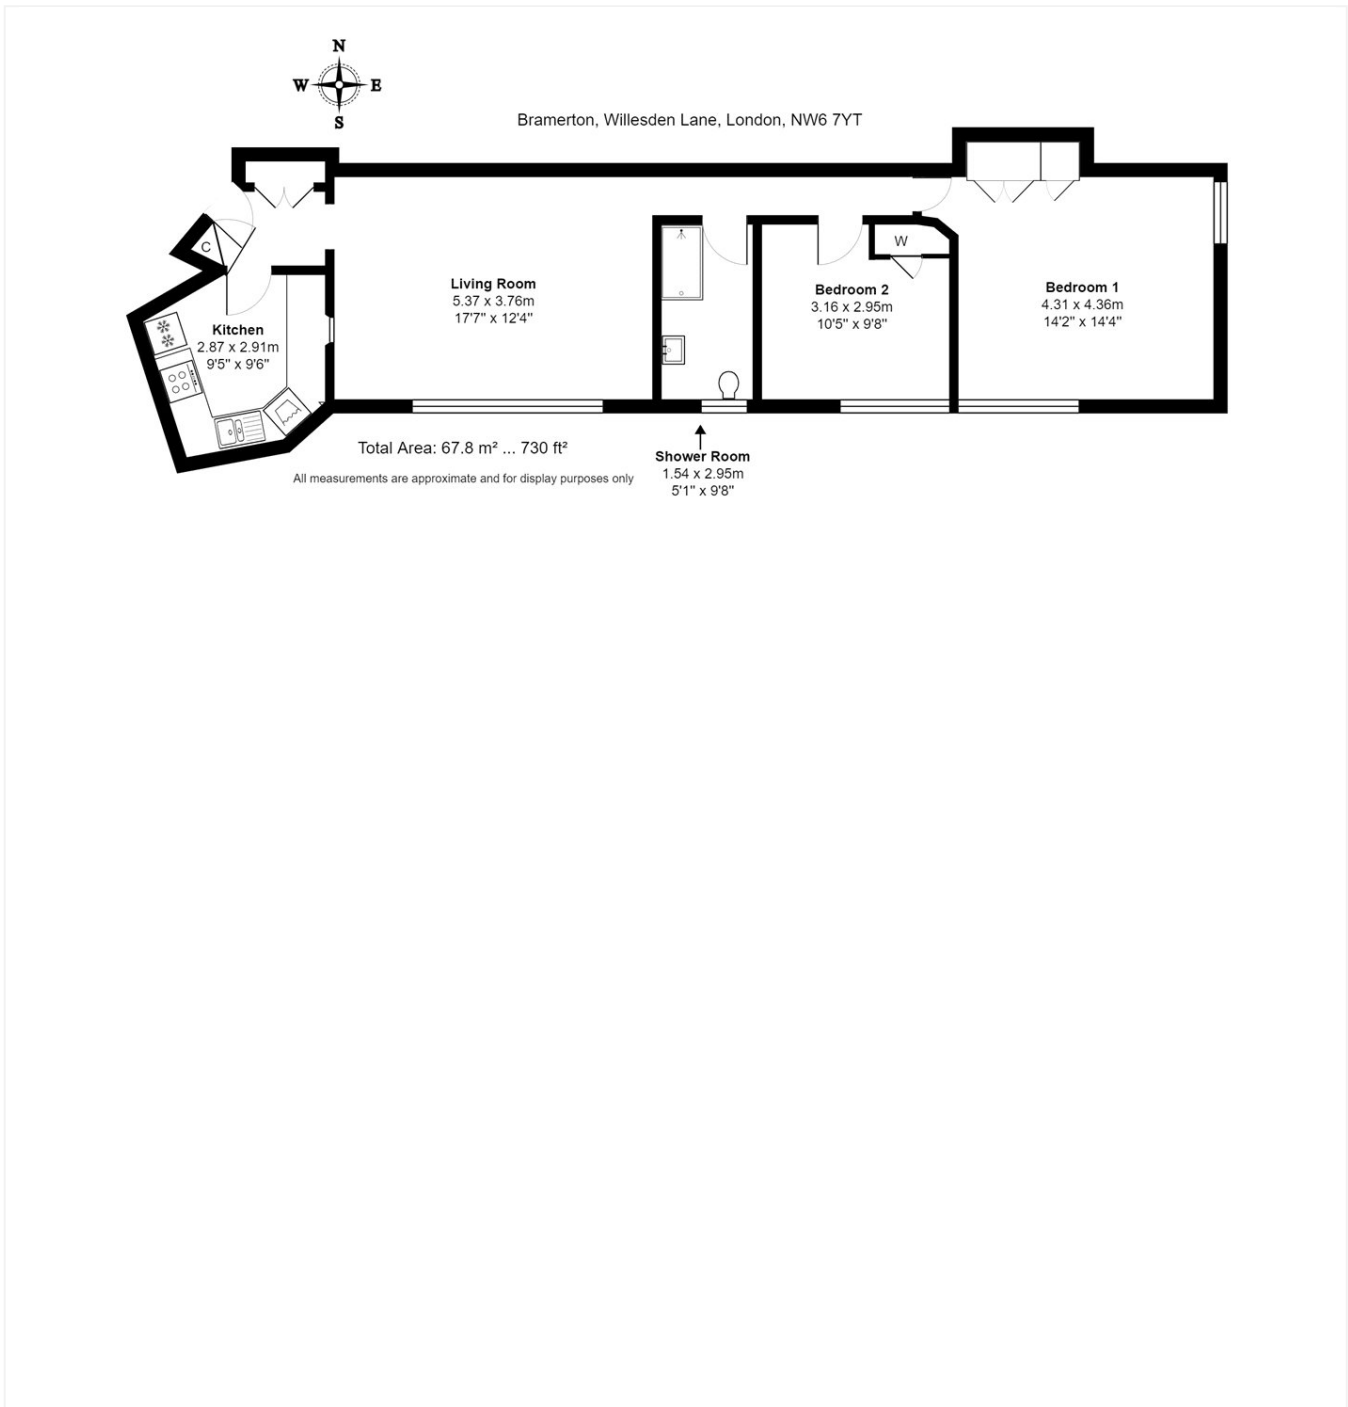 N
W E
S
Bramerton, Willesden Lane, London, NW6 7YT
C
W
Living Room
5.37 x 3.76m
17'7" x 12'4"
Bedroom 2
3.16 x 2.95m
10'5" x 9'8"
Bedroom 1
4.31 x 4.36m
14'2" x 14'4"
Kitchen
2.87 x 2.91m
9'5" x 9'6"
Total Area: 67.8 m² ... 730 ft²
All measurements are approximate and for display purposes only
Shower Room
1.54 x 2.95m
5'1" x 9'8"